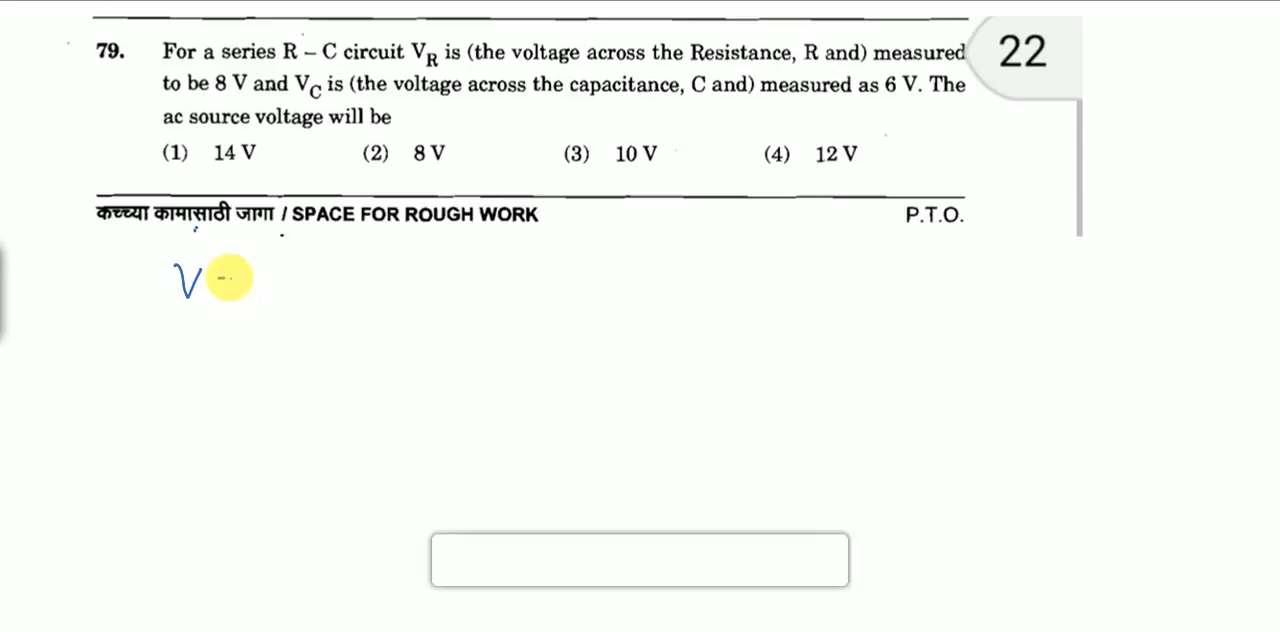 79. For a series R – C circuit V_R is (the voltage across the Resistance, R and) measured
to be 8 V and V_C is (the voltage across the capacitance, C and) measured as 6 V. The
ac source voltage will be
(1) 14 V (2) 8 V (3) 10 V (4) 12 V
22
कच्च्या कामासाठी जागा / SPACE FOR ROUGH WORK P.T.O.
V =